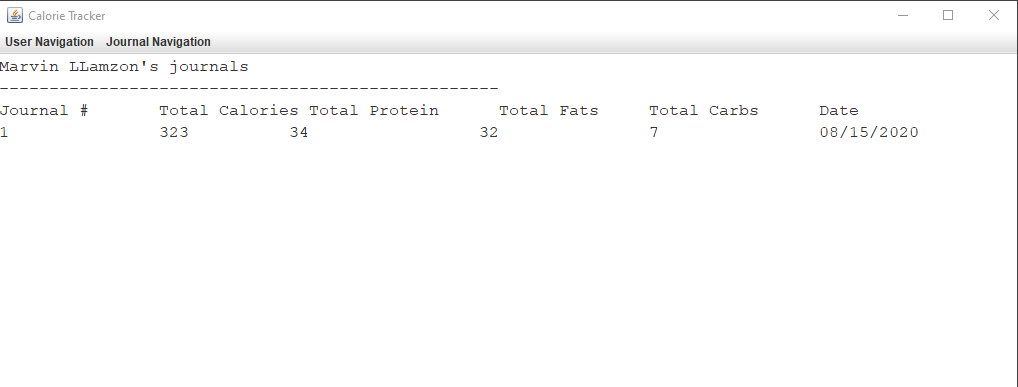 Calorie Tracker
User Navigation Journal Navigation
Marvin LLamzon's journals
--------------------------------------------------
Journal # Total Calories Total Protein Total Fats Total Carbs Date
1 323 34 32 7 08/15/2020